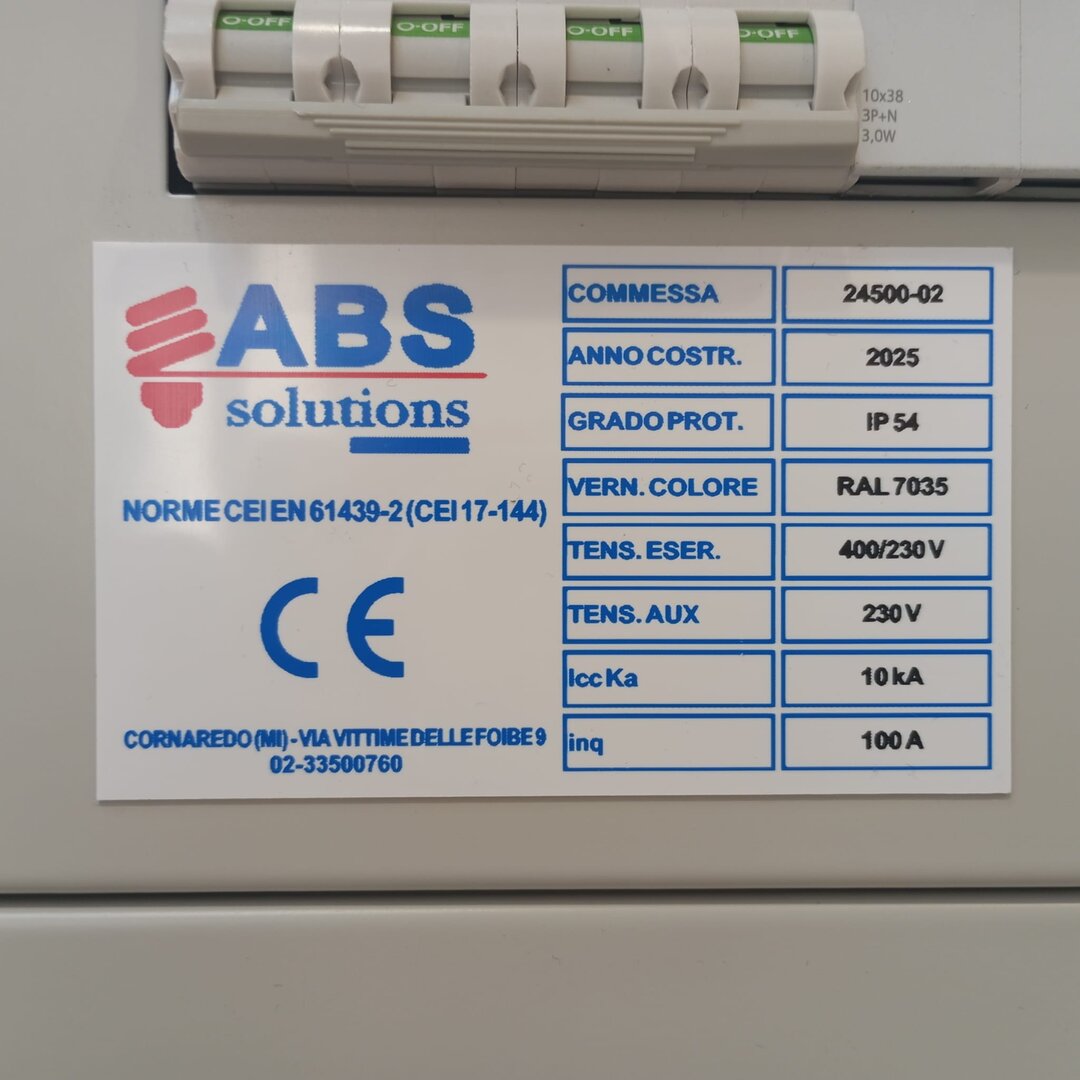 O-OFF O-OFF O-OFF O-OFF
10x38
3P+N
3,0W
ABS
solutions
NORME CEI EN 61439-2 (CEI 17-144)
CE
CORNAREDO (MI) - VIA VITTIME DELLE FOIBE 9
02-33500760
COMMESSA 24500-02
ANNO COSTR. 2025
GRADO PROT. IP 54
VERN. COLORE RAL 7035
TENS. ESER. 400/230 V
TENS. AUX 230 V
Icc Ka 10 kA
inq 100 A